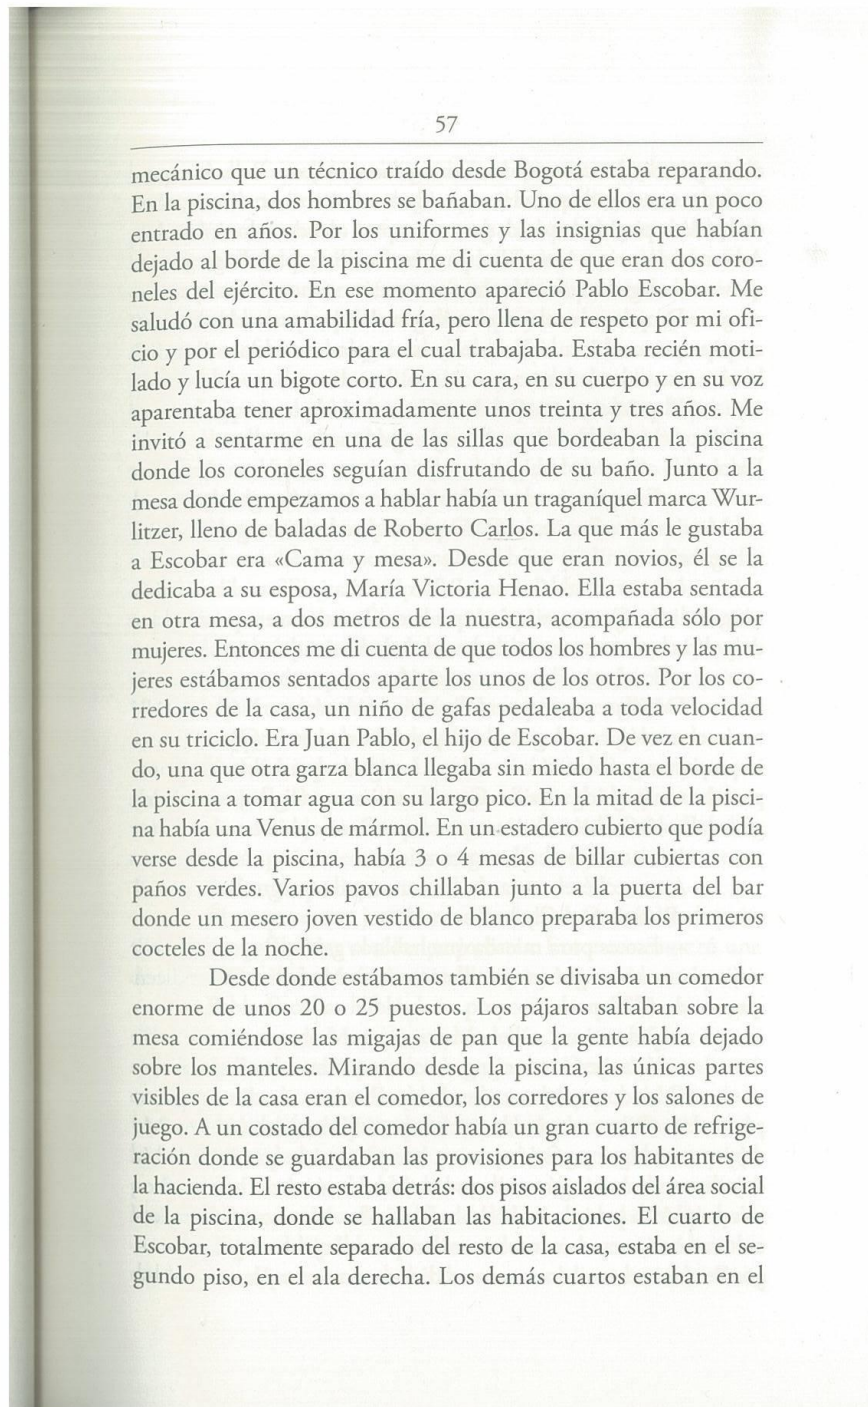 57
mecánico que un técnico traído desde Bogotá estaba reparando.
En la piscina, dos hombres se bañaban. Uno de ellos era un poco
entrado en años. Por los uniformes y las insignias que habían
dejado al borde de la piscina me di cuenta de que eran dos coro-
neles del ejército. En ese momento apareció Pablo Escobar. Me
saludó con una amabilidad fría, pero llena de respeto por mi ofi-
cio y por el periódico para el cual trabajaba. Estaba recién moti-
lado y lucía un bigote corto. En su cara, en su cuerpo y en su voz
aparentaba tener aproximadamente unos treinta y tres años. Me
invitó a sentarme en una de las sillas que bordeaban la piscina
donde los coroneles seguían disfrutando de su baño. Junto a la
mesa donde empezamos a hablar había un traganíquel marca Wur-
litzer, lleno de baladas de Roberto Carlos. La que más le gustaba
a Escobar era «Cama y mesa». Desde que eran novios, él se la
dedicaba a su esposa, María Victoria Henao. Ella estaba sentada
en otra mesa, a dos metros de la nuestra, acompañada sólo por
mujeres. Entonces me di cuenta de que todos los hombres y las mu-
jeres estábamos sentados aparte los unos de los otros. Por los co-
rredores de la casa, un niño de gafas pedaleaba a toda velocidad
en su triciclo. Era Juan Pablo, el hijo de Escobar. De vez en cuan-
do, una que otra garza blanca llegaba sin miedo hasta el borde de
la piscina a tomar agua con su largo pico. En la mitad de la pisci-
na había una Venus de mármol. En un estadero cubierto que podía
verse desde la piscina, había 3 o 4 mesas de billar cubiertas con
paños verdes. Varios pavos chillaban junto a la puerta del bar
donde un mesero joven vestido de blanco preparaba los primeros
cocteles de la noche.
Desde donde estábamos también se divisaba un comedor
enorme de unos 20 o 25 puestos. Los pájaros saltaban sobre la
mesa comiéndose las migajas de pan que la gente había dejado
sobre los manteles. Mirando desde la piscina, las únicas partes
visibles de la casa eran el comedor, los corredores y los salones de
juego. A un costado del comedor había un gran cuarto de refrige-
ración donde se guardaban las provisiones para los habitantes de
la hacienda. El resto estaba detrás: dos pisos aislados del área social
de la piscina, donde se hallaban las habitaciones. El cuarto de
Escobar, totalmente separado del resto de la casa, estaba en el se-
gundo piso, en el ala derecha. Los demás cuartos estaban en el